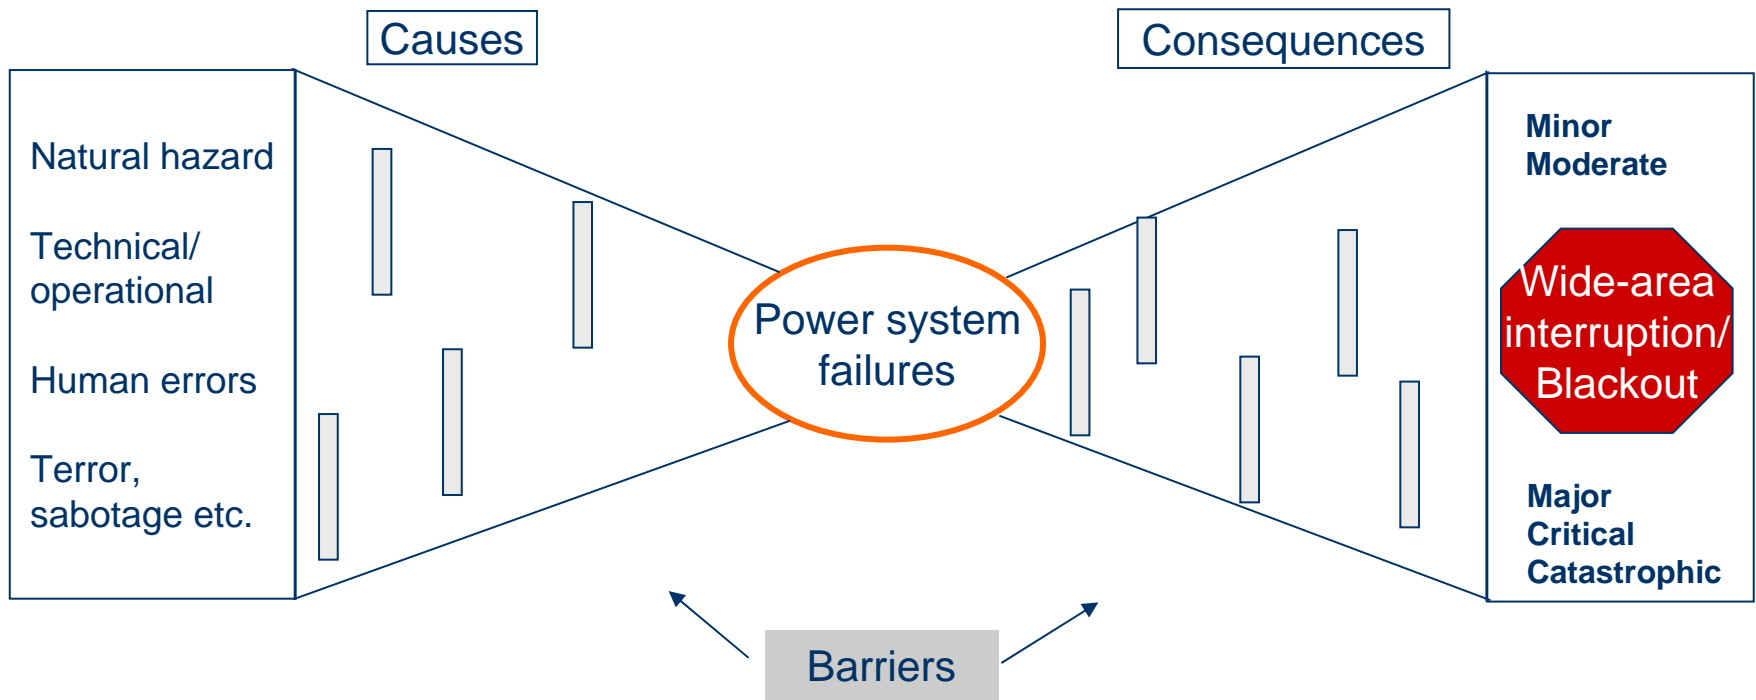 Causes
Consequences
Natural hazard
Technical/
operational
Human errors
Terror,
sabotage etc.
Power system
failures
Minor
Moderate
Wide-area
interruption/
Blackout
Major
Critical
Catastrophic
Barriers